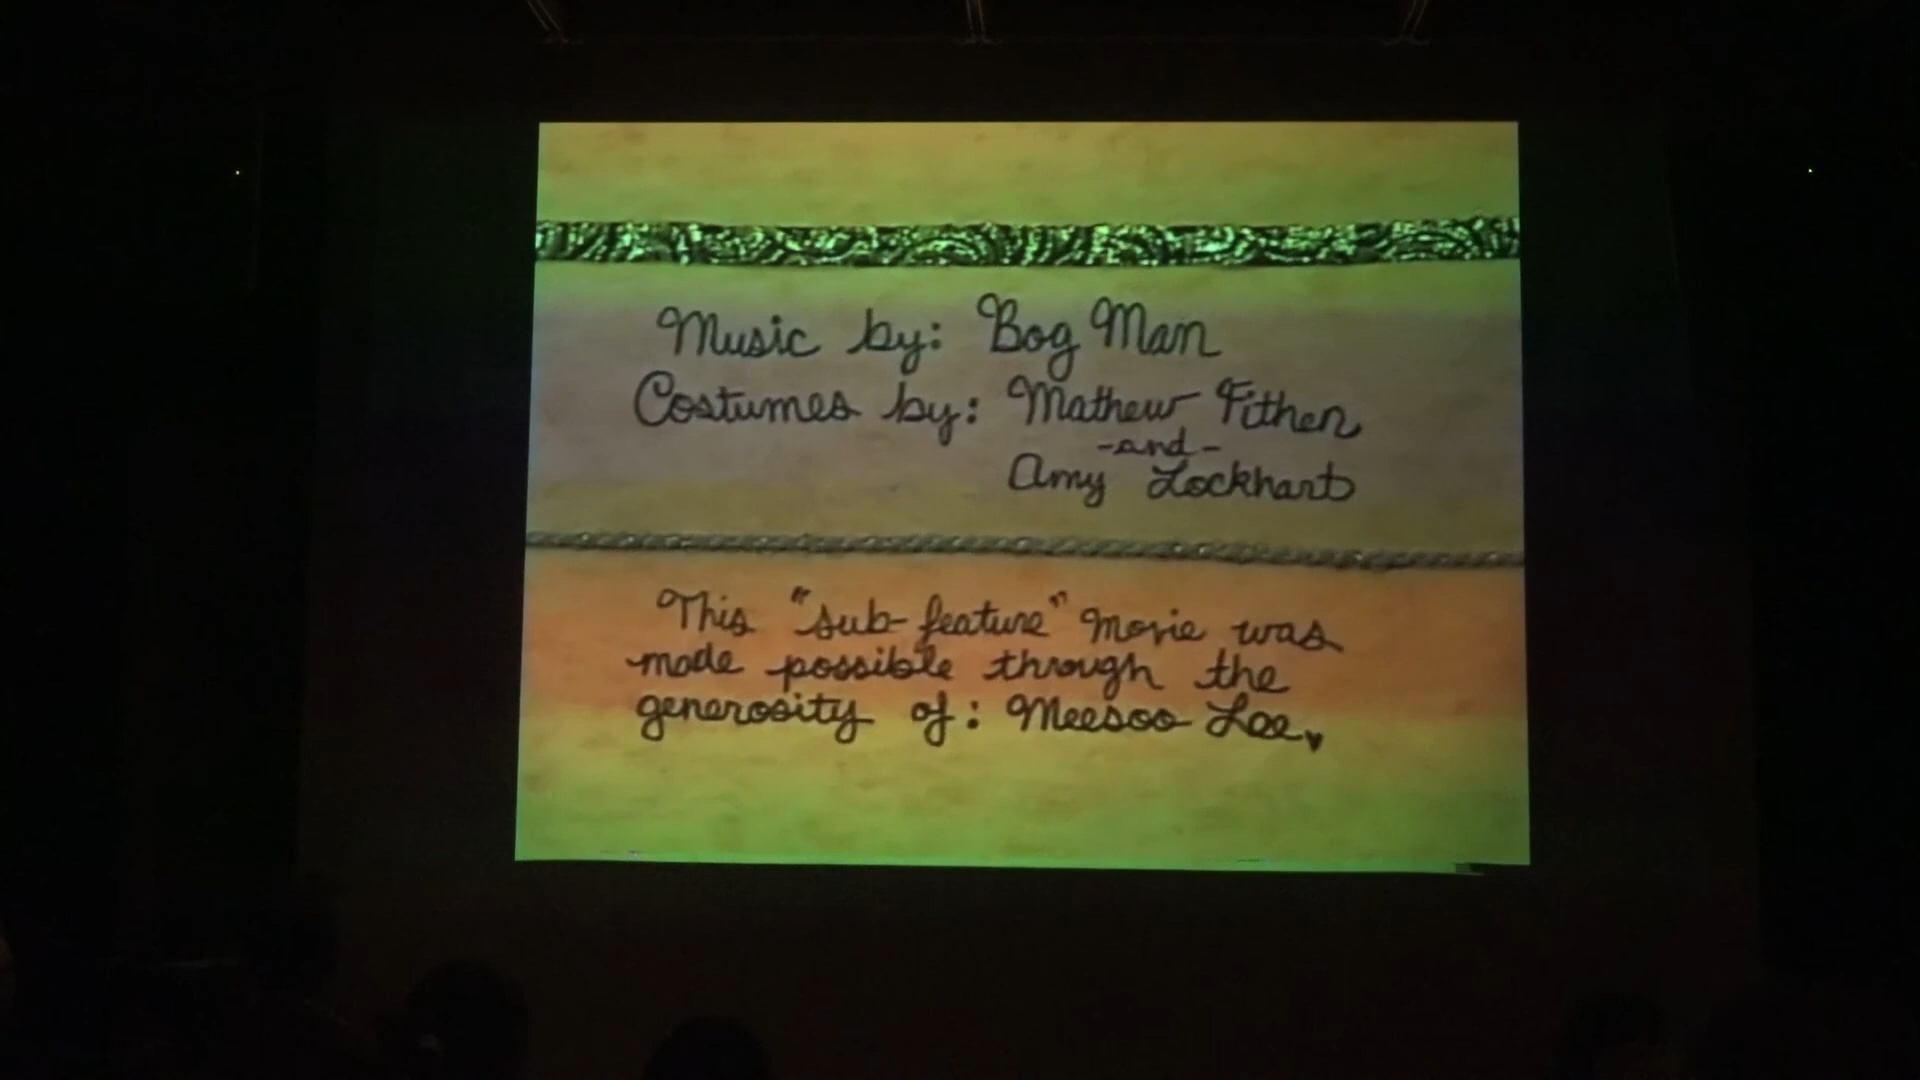 Music by: Bog Man
Costumes by: Mathew Fithen
-and-
Amy Lockhart
This "sub-feature" movie was
made possible through the
generosity of: Meesoo Lee